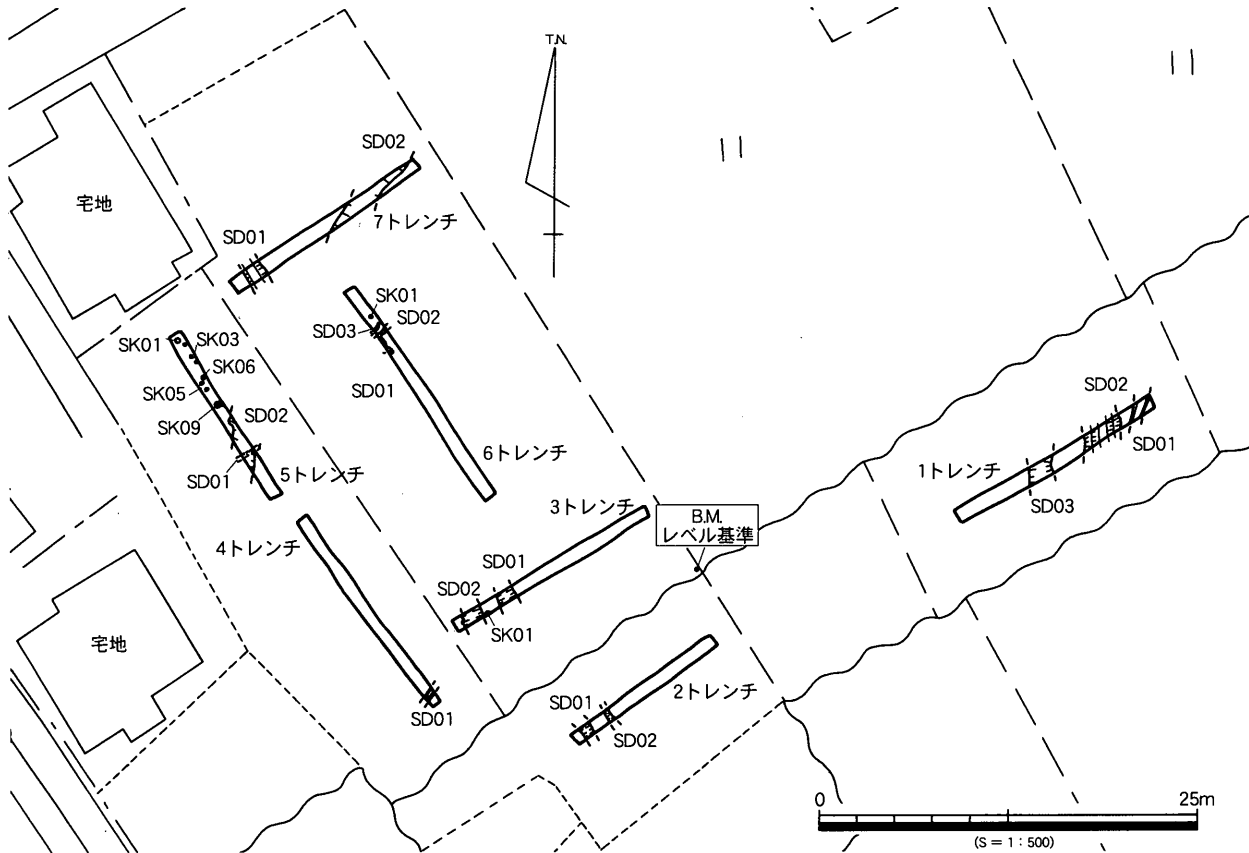 T.N.
SD02
宅地
7トレンチ
SD01
SK01
SD03
SD02
SK01
SK03
SK06
SK05
SD01
SK09
SD02
SD02
SD01
6トレンチ
1トレンチ
SD01
5トレンチ
SD03
3トレンチ
B.M.
レベル基準
4トレンチ
SD01
SD02
SK01
宅地
2トレンチ
SD01
SD01
SD02
0
25m
(S = 1 : 500)